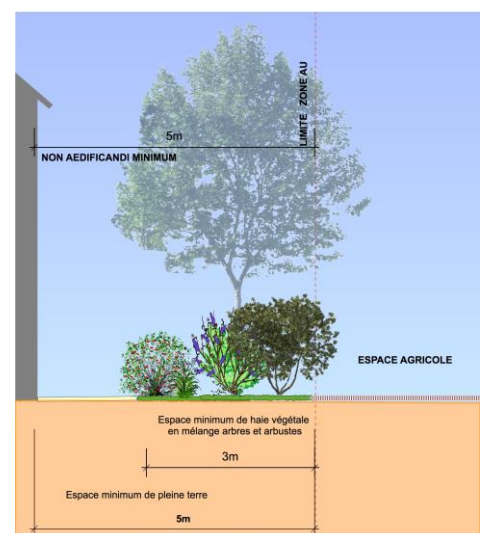 LIMITE ZONE AU
5m
NON AEDIFICANDI MINIMUM
ESPACE AGRICOLE
Espace minimum de haie végétale
en mélange arbres et arbustes
3m
Espace minimum de pleine terre
5m